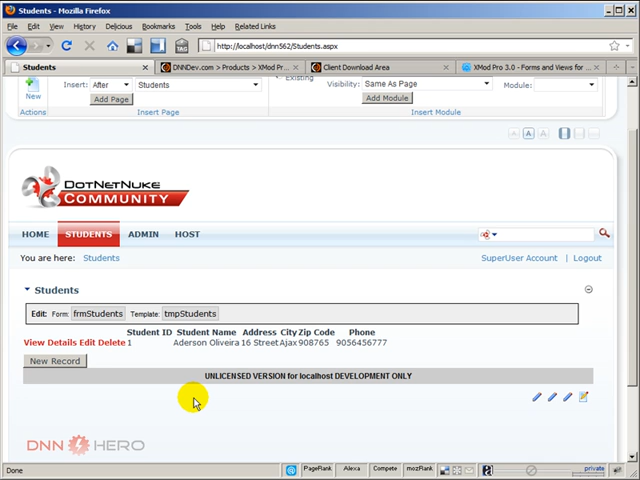 Students - Mozilla Firefox
File Edit View History Delicious Bookmarks Tools Help Related Links
http://localhost/dnn562/Students.aspx
Students DNNDev.com > Products > XMod Pr... Client Download Area XMod Pro 3.0 - Forms and Views for ...
Existing
Insert: After Students Visibility: Same As Page Module:
New Add Page Add Module
Actions Insert Page Insert Module
A A A
DOTNETNUKE
COMMUNITY
HOME STUDENTS ADMIN HOST
You are here: Students SuperUser Account | Logout
Students
Edit: Form: frmStudents Template: tmpStudents
Student ID Student Name Address City Zip Code Phone
View Details Edit Delete 1 Aderson Oliveira 16 Street Ajax 908765 9056456777
New Record
UNLICENSED VERSION for localhost DEVELOPMENT ONLY
DNN HERO
Done PageRank Alexa Compete mozRank private